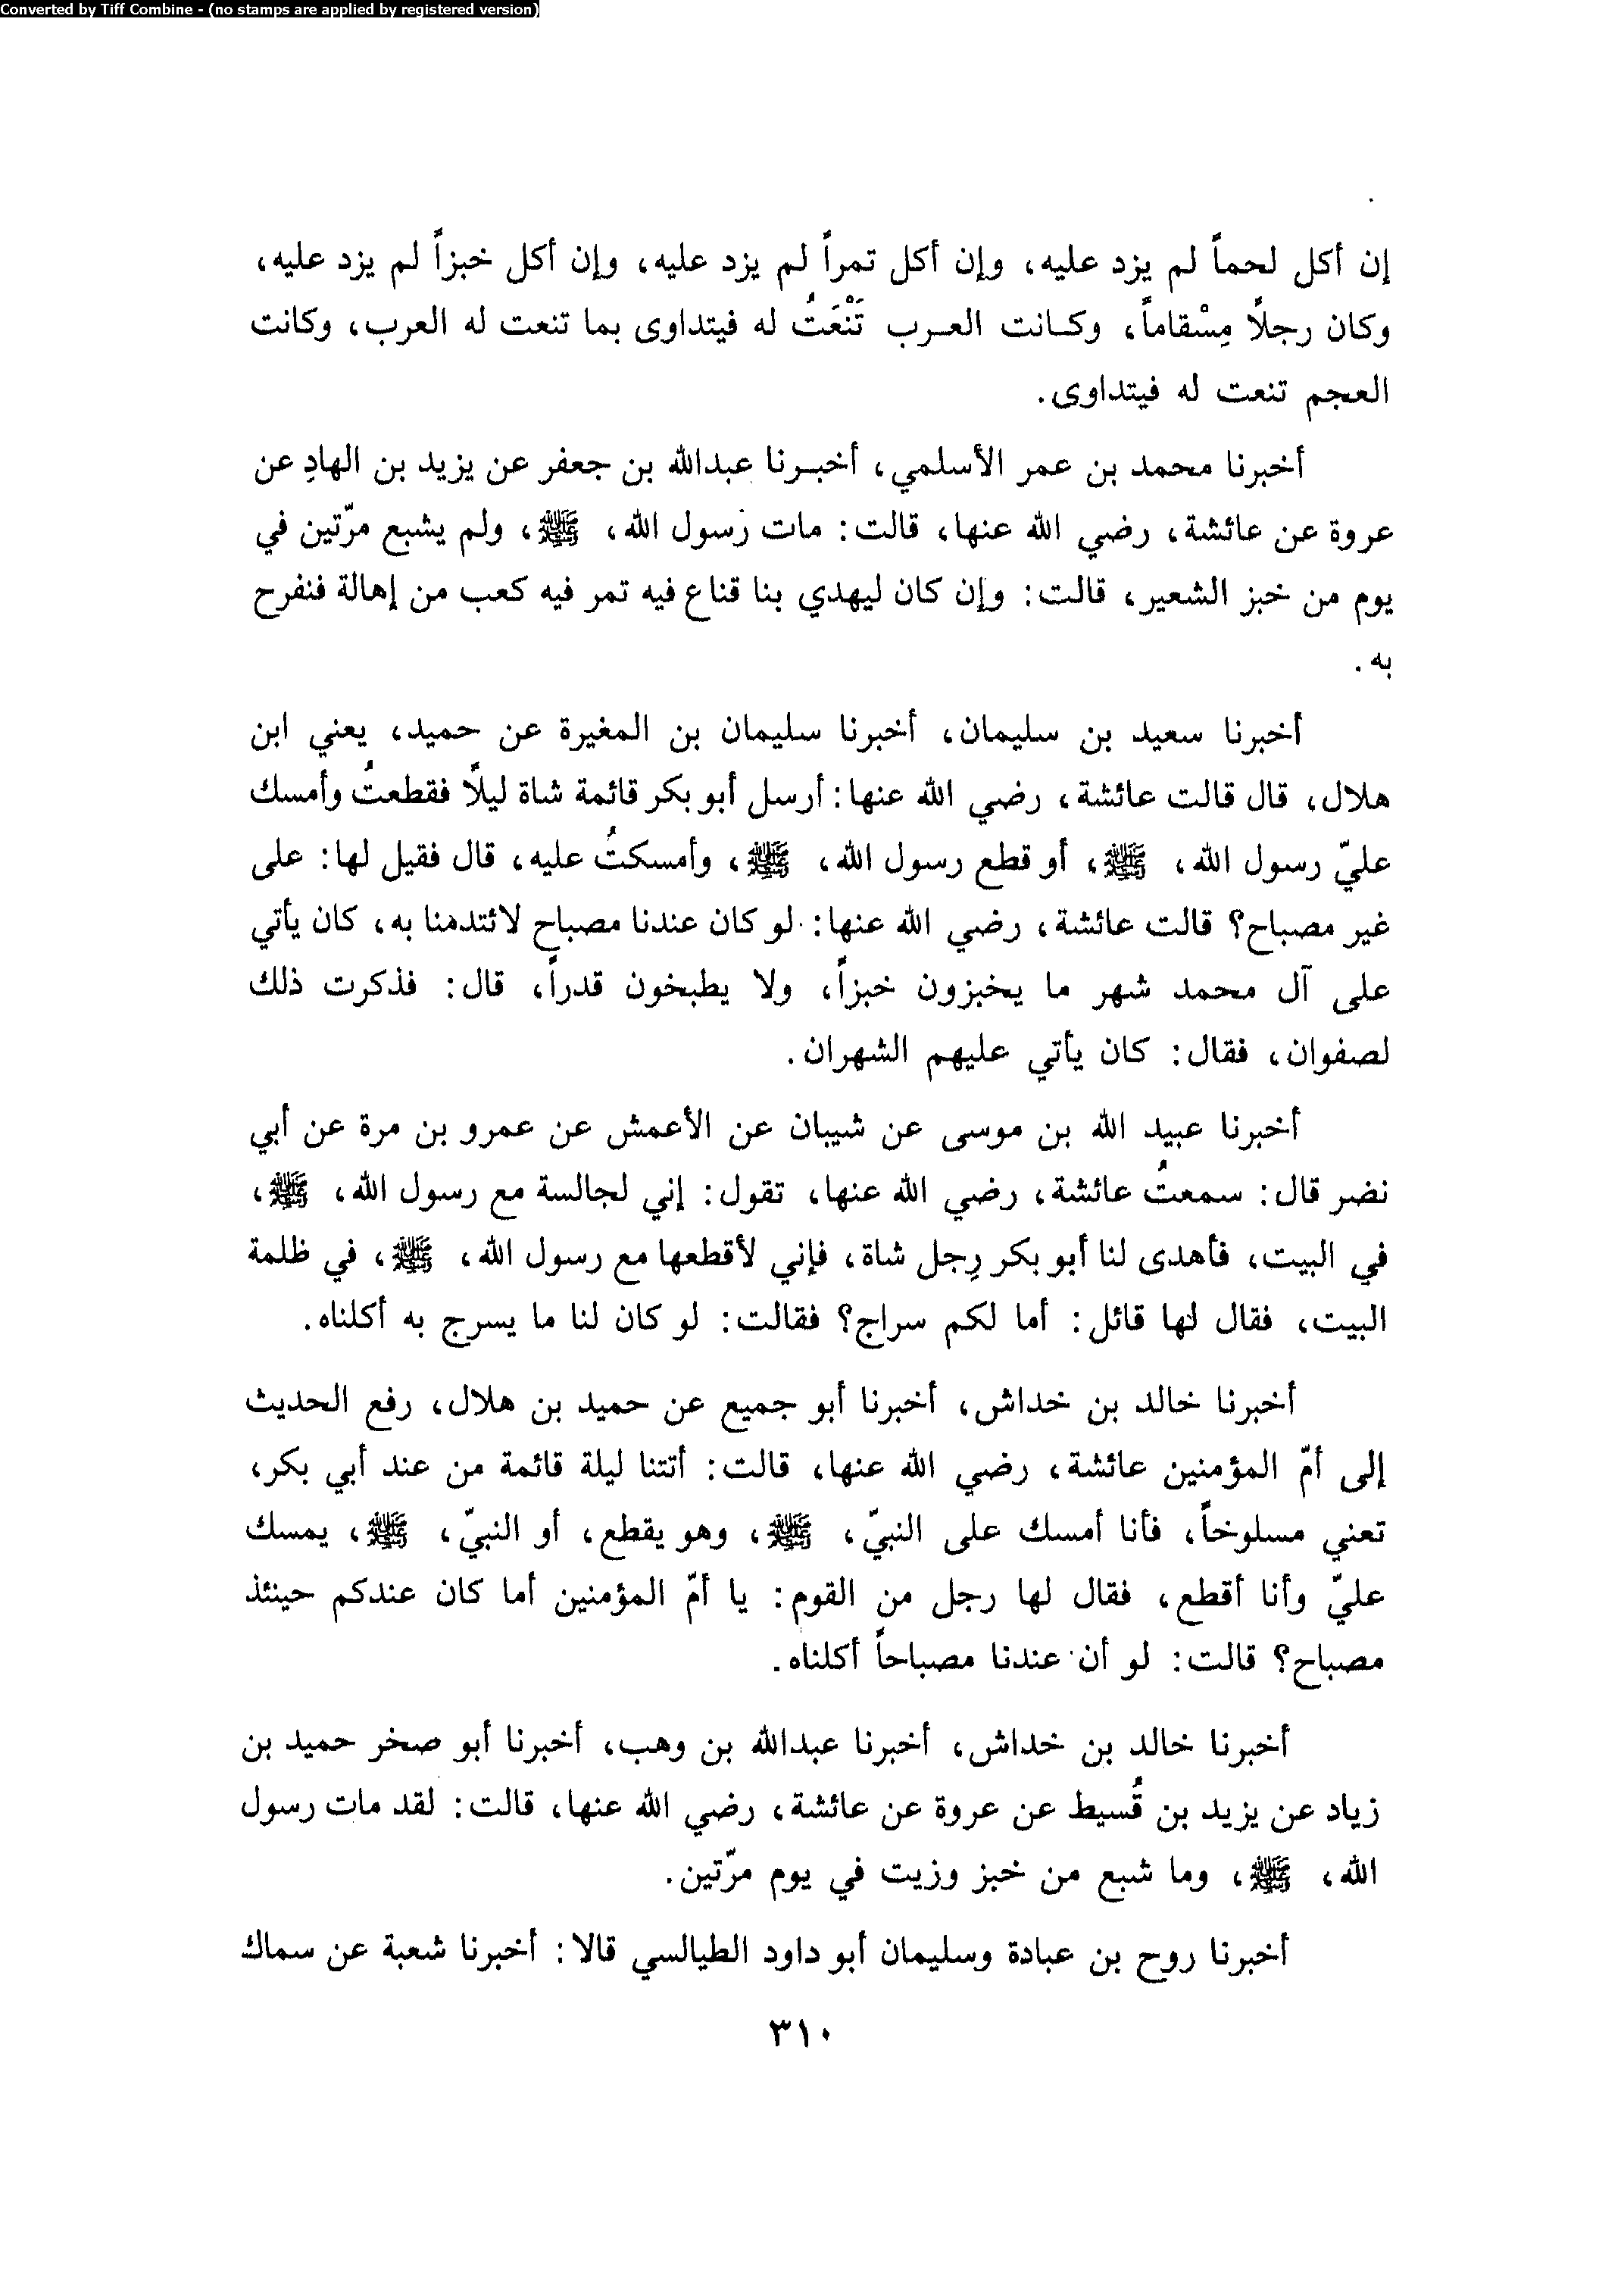 Converted by Tiff Combine - (no stamps are applied by registered version)
إن أكل لحماً لم يزد عليه، وإن أكل تمراً لم يزد عليه، وإن أكل خبزاً لم يزد عليه،
وكان رجلاً مِسْقاماً، وكانت العرب تَنْعَتُ له فيتداوى بما تنعت له العرب، وكانت
العجم تنعت له فيتداوى.
أخبرنا محمد بن عمر الأسلمي، أخبرنا عبدالله بن جعفر عن يزيد بن الهادِ عن
عروة عن عائشة، رضي الله عنها، قالت: مات رسول الله، ﷺ، ولم يشبع مرّتين في
يوم من خبز الشعير، قالت: وإن كان ليهدي بنا قناع فيه تمر فيه كعب من إهالة فنفرح
به.
أخبرنا سعيد بن سليمان، أخبرنا سليمان بن المغيرة عن حميد، يعني ابن
هلال، قال قالت عائشة، رضي الله عنها: أرسل أبو بكر قائمة شاة ليلاً فقطعتُ وأمسك
عليّ رسول الله، ﷺ، أو قطع رسول الله، ﷺ، وأمسكتُ عليه، قال فقيل لها: على
غير مصباح؟ قالت عائشة، رضي الله عنها: لو كان عندنا مصباح لائتدمنا به، كان يأتي
على آل محمد شهر ما يخبزون خبزاً، ولا يطبخون قدراً، قال: فذكرت ذلك
لصفوان، فقال: كان يأتي عليهم الشهران.
أخبرنا عبيد الله بن موسى عن شيبان عن الأعمش عن عمرو بن مرة عن أبي
نضر قال: سمعتُ عائشة، رضي الله عنها، تقول: إني لجالسة مع رسول الله، ﷺ،
في البيت، فأهدى لنا أبو بكر رِجل شاة، فإني لأقطعها مع رسول الله، ﷺ، في ظلمة
البيت، فقال لها قائل: أما لكم سراج؟ فقالت: لو كان لنا ما يسرج به أكلناه.
أخبرنا خالد بن خداش، أخبرنا أبو جميع عن حميد بن هلال، رفع الحديث
إلى أمّ المؤمنين عائشة، رضي الله عنها، قالت: أتتنا ليلة قائمة من عند أبي بكر،
تعني مسلوخاً، فأنا أمسك على النبيّ، ﷺ، وهو يقطع، أو النبيّ، ﷺ، يمسك
عليّ وأنا أقطع، فقال لها رجل من القوم: يا أمّ المؤمنين أما كان عندكم حينئذ
مصباح؟ قالت: لو أن عندنا مصباحاً أكلناه.
أخبرنا خالد بن خداش، أخبرنا عبدالله بن وهب، أخبرنا أبو صخر حميد بن
زياد عن يزيد بن قُسيط عن عروة عن عائشة، رضي الله عنها، قالت: لقد مات رسول
الله، ﷺ، وما شبع من خبز وزيت في يوم مرّتين.
أخبرنا روح بن عبادة وسليمان أبو داود الطيالسي قالا: أخبرنا شعبة عن سماك
٣١٠